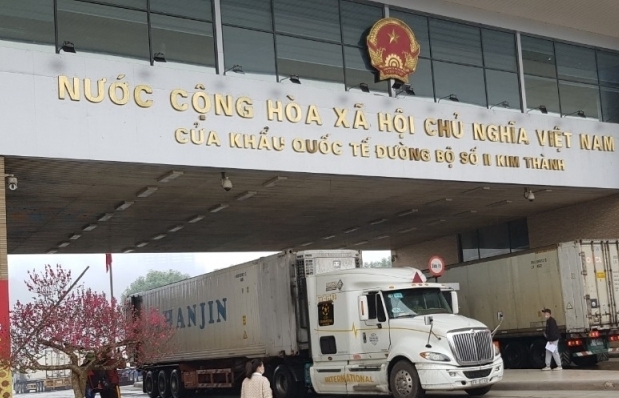 NƯỚC CỘNG HÒA XÃ HỘI CHỦ NGHĨA VIỆT NAM
CỬA KHẨU QUỐC TẾ ĐƯỜNG BỘ SỐ II KIM THÀNH
HANJIN
INTERNATIONAL